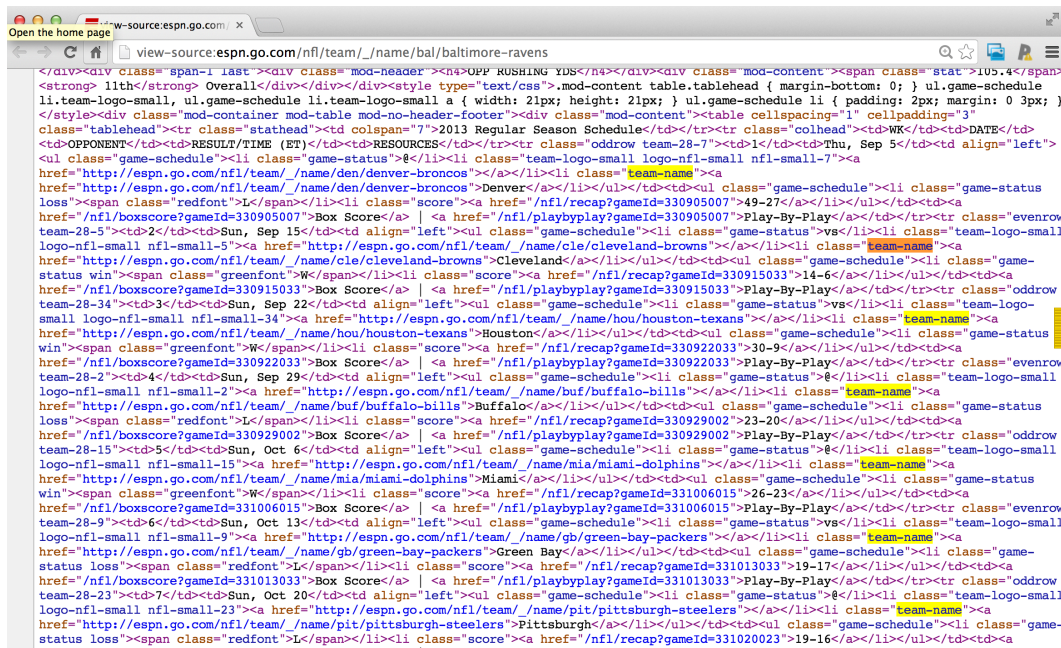 view-source:espn.go.com/ ×
Open the home page
view-source:espn.go.com/nfl/team/_/name/bal/baltimore-ravens
</div><div class="span-1 last"><div class="mod-header"><h4>OPP RUSHING YDS</h4></div><div class="mod-content"><span class="stat">105.4</span>
<strong> 11th</strong> Overall</div></div></div><style type="text/css">.mod-content table.tablehead { margin-bottom: 0; } ul.game-schedule
li.team-logo-small, ul.game-schedule li.team-logo-small a { width: 21px; height: 21px; } ul.game-schedule li { padding: 2px; margin: 0 3px; }
</style><div class="mod-container mod-table mod-no-header-footer"><div class="mod-content"><table cellspacing="1" cellpadding="3"
class="tablehead"><tr class="stathead"><td colspan="7">2013 Regular Season Schedule</td></tr><tr class="colhead"><td>WK</td><td>DATE</td>
<td>OPPONENT</td><td>RESULT/TIME (ET)</td><td>RESOURCES</td></tr><tr class="oddrow team-28-7"><td>1</td><td>Thu, Sep 5</td><td align="left">
<ul class="game-schedule"><li class="game-status">@</li><li class="team-logo-small logo-nfl-small nfl-small-7"><a
href="http://espn.go.com/nfl/team/_/name/den/denver-broncos"></a></li><li class="team-name"><a
href="http://espn.go.com/nfl/team/_/name/den/denver-broncos">Denver</a></li></ul></td><td><ul class="game-schedule"><li class="game-status
loss"><span class="redfont">L</span></li><li class="score"><a href="/nfl/recap?gameId=330905007">49-27</a></li></ul></td><td><a
href="/nfl/boxscore?gameId=330905007">Box Score</a> | <a href="/nfl/playbyplay?gameId=330905007">Play-By-Play</a></td></tr><tr class="evenrow
team-28-5"><td>2</td><td>Sun, Sep 15</td><td align="left"><ul class="game-schedule"><li class="game-status">vs</li><li class="team-logo-small
logo-nfl-small nfl-small-5"><a href="http://espn.go.com/nfl/team/_/name/cle/cleveland-browns"></a></li><li class="team-name"><a
href="http://espn.go.com/nfl/team/_/name/cle/cleveland-browns">Cleveland</a></li></ul></td><td><ul class="game-schedule"><li class="game-
status win"><span class="greenfont">W</span></li><li class="score"><a href="/nfl/recap?gameId=330915033">14-6</a></li></ul></td><td><a
href="/nfl/boxscore?gameId=330915033">Box Score</a> | <a href="/nfl/playbyplay?gameId=330915033">Play-By-Play</a></td></tr><tr class="oddrow
team-28-34"><td>3</td><td>Sun, Sep 22</td><td align="left"><ul class="game-schedule"><li class="game-status">vs</li><li class="team-logo-
small logo-nfl-small nfl-small-34"><a href="http://espn.go.com/nfl/team/_/name/hou/houston-texans"></a></li><li class="team-name"><a
href="http://espn.go.com/nfl/team/_/name/hou/houston-texans">Houston</a></li></ul></td><td><ul class="game-schedule"><li class="game-status
win"><span class="greenfont">W</span></li><li class="score"><a href="/nfl/recap?gameId=330922033">30-9</a></li></ul></td><td><a
href="/nfl/boxscore?gameId=330922033">Box Score</a> | <a href="/nfl/playbyplay?gameId=330922033">Play-By-Play</a></td></tr><tr class="evenrow
team-28-2"><td>4</td><td>Sun, Sep 29</td><td align="left"><ul class="game-schedule"><li class="game-status">@</li><li class="team-logo-small
logo-nfl-small nfl-small-2"><a href="http://espn.go.com/nfl/team/_/name/buf/buffalo-bills"></a></li><li class="team-name"><a
href="http://espn.go.com/nfl/team/_/name/buf/buffalo-bills">Buffalo</a></li></ul></td><td><ul class="game-schedule"><li class="game-status
loss"><span class="redfont">L</span></li><li class="score"><a href="/nfl/recap?gameId=330929002">23-20</a></li></ul></td><td><a
href="/nfl/boxscore?gameId=330929002">Box Score</a> | <a href="/nfl/playbyplay?gameId=330929002">Play-By-Play</a></td></tr><tr class="oddrow
team-28-15"><td>5</td><td>Sun, Oct 6</td><td align="left"><ul class="game-schedule"><li class="game-status">@</li><li class="team-logo-small
logo-nfl-small nfl-small-15"><a href="http://espn.go.com/nfl/team/_/name/mia/miami-dolphins"></a></li><li class="team-name"><a
href="http://espn.go.com/nfl/team/_/name/mia/miami-dolphins">Miami</a></li></ul></td><td><ul class="game-schedule"><li class="game-status
win"><span class="greenfont">W</span></li><li class="score"><a href="/nfl/recap?gameId=331006015">26-23</a></li></ul></td><td><a
href="/nfl/boxscore?gameId=331006015">Box Score</a> | <a href="/nfl/playbyplay?gameId=331006015">Play-By-Play</a></td></tr><tr class="evenrow
team-28-9"><td>6</td><td>Sun, Oct 13</td><td align="left"><ul class="game-schedule"><li class="game-status">vs</li><li class="team-logo-small
logo-nfl-small nfl-small-9"><a href="http://espn.go.com/nfl/team/_/name/gb/green-bay-packers"></a></li><li class="team-name"><a
href="http://espn.go.com/nfl/team/_/name/gb/green-bay-packers">Green Bay</a></li></ul></td><td><ul class="game-schedule"><li class="game-
status loss"><span class="redfont">L</span></li><li class="score"><a href="/nfl/recap?gameId=331013033">19-17</a></li></ul></td><td><a
href="/nfl/boxscore?gameId=331013033">Box Score</a> | <a href="/nfl/playbyplay?gameId=331013033">Play-By-Play</a></td></tr><tr class="oddrow
team-28-23"><td>7</td><td>Sun, Oct 20</td><td align="left"><ul class="game-schedule"><li class="game-status">@</li><li class="team-logo-small
logo-nfl-small nfl-small-23"><a href="http://espn.go.com/nfl/team/_/name/pit/pittsburgh-steelers"></a></li><li class="team-name"><a
href="http://espn.go.com/nfl/team/_/name/pit/pittsburgh-steelers">Pittsburgh</a></li></ul></td><td><ul class="game-schedule"><li class="game-
status loss"><span class="redfont">L</span></li><li class="score"><a href="/nfl/recap?gameId=331020023">19-16</a></li></ul></td><td><a